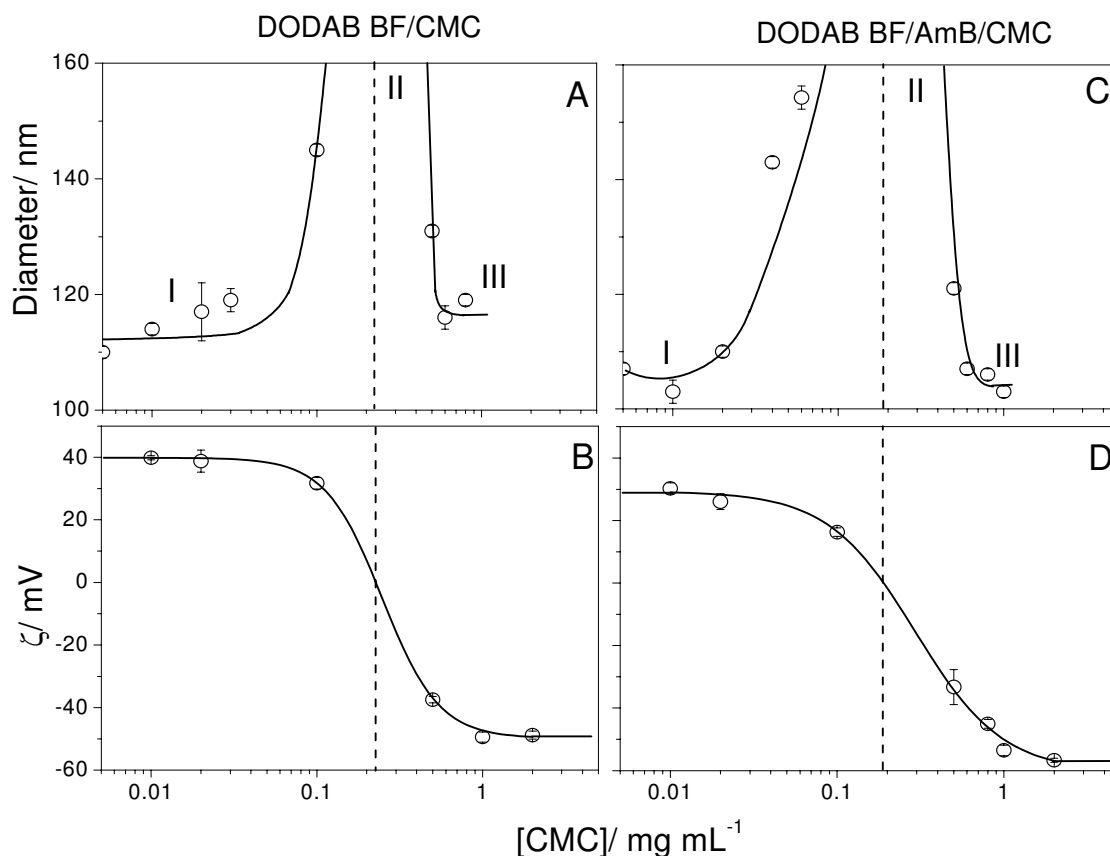 DODAB BF/CMC
DODAB BF/AmB/CMC
160
140
120
100
Diameter/ nm
I
II
III
A
I
II
III
C
40
20
0
-20
-40
-60
ζ/ mV
B
D
0.01 0.1 1
0.01 0.1 1
[CMC]/ mg mL⁻¹